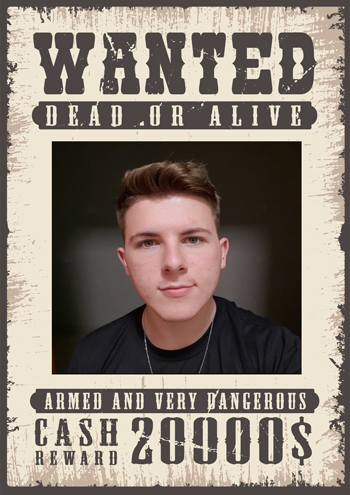 WANTED
DEAD OR ALIVE
ARMED AND VERY DANGEROUS
CASH
REWARD
20000$